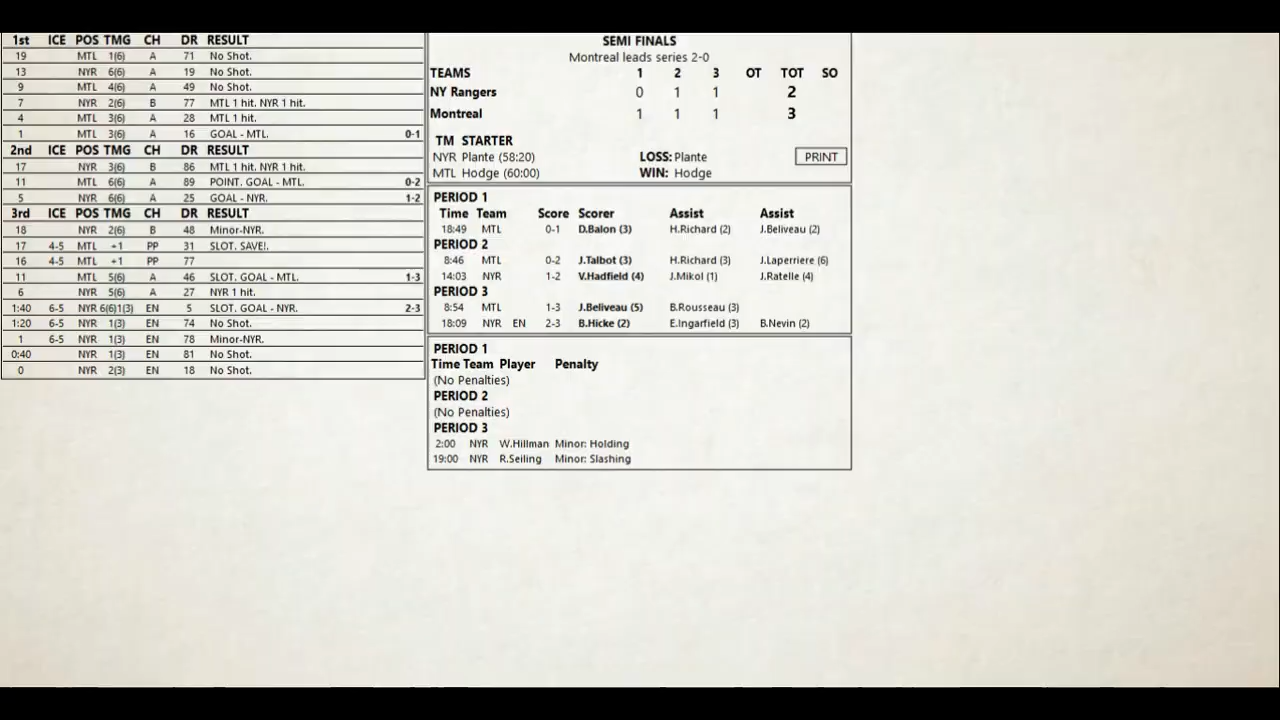 1st ICE POS TMG CH DR RESULT
19 MTL 1(6) A 71 No Shot.
13 NYR 6(6) A 19 No Shot.
9 MTL 4(6) A 49 No Shot.
7 NYR 2(6) B 77 MTL 1 hit. NYR 1 hit.
4 MTL 3(6) A 28 MTL 1 hit.
1 MTL 3(6) A 16 GOAL - MTL. 0-1
2nd ICE POS TMG CH DR RESULT
17 NYR 3(6) B 86 MTL 1 hit. NYR 1 hit.
11 MTL 6(6) A 89 POINT. GOAL - MTL. 0-2
5 NYR 6(6) A 25 GOAL - NYR. 1-2
3rd ICE POS TMG CH DR RESULT
18 NYR 2(6) B 48 Minor-NYR.
17 4-5 MTL +1 PP 31 SLOT. SAVE!.
16 4-5 MTL +1 PP 77
11 MTL 5(6) A 46 SLOT. GOAL - MTL. 1-3
6 NYR 5(6) A 27 NYR 1 hit.
1:40 6-5 NYR 6(6)1(3) EN 5 SLOT. GOAL - NYR. 2-3
1:20 6-5 NYR 1(3) EN 74 No Shot.
1 6-5 NYR 1(3) EN 78 Minor-NYR.
0:40 NYR 1(3) EN 81 No Shot.
0 NYR 2(3) EN 18 No Shot.
SEMI FINALS
Montreal leads series 2-0
TEAMS 1 2 3 OT TOT SO
NY Rangers 0 1 1 2
Montreal 1 1 1 3
TM STARTER
NYR Plante (58:20) LOSS: Plante PRINT
MTL Hodge (60:00) WIN: Hodge
PERIOD 1
Time Team Score Scorer Assist Assist
18:49 MTL 0-1 D.Balon (3) H.Richard (2) J.Beliveau (2)
PERIOD 2
8:46 MTL 0-2 J.Talbot (3) H.Richard (3) J.Laperriere (6)
14:03 NYR 1-2 V.Hadfield (4) J.Mikol (1) J.Ratelle (4)
PERIOD 3
8:54 MTL 1-3 J.Beliveau (5) B.Rousseau (3)
18:09 NYR EN 2-3 B.Hicke (2) E.Ingarfield (3) B.Nevin (2)
PERIOD 1
Time Team Player Penalty
(No Penalties)
PERIOD 2
(No Penalties)
PERIOD 3
2:00 NYR W.Hillman Minor: Holding
19:00 NYR R.Seiling Minor: Slashing